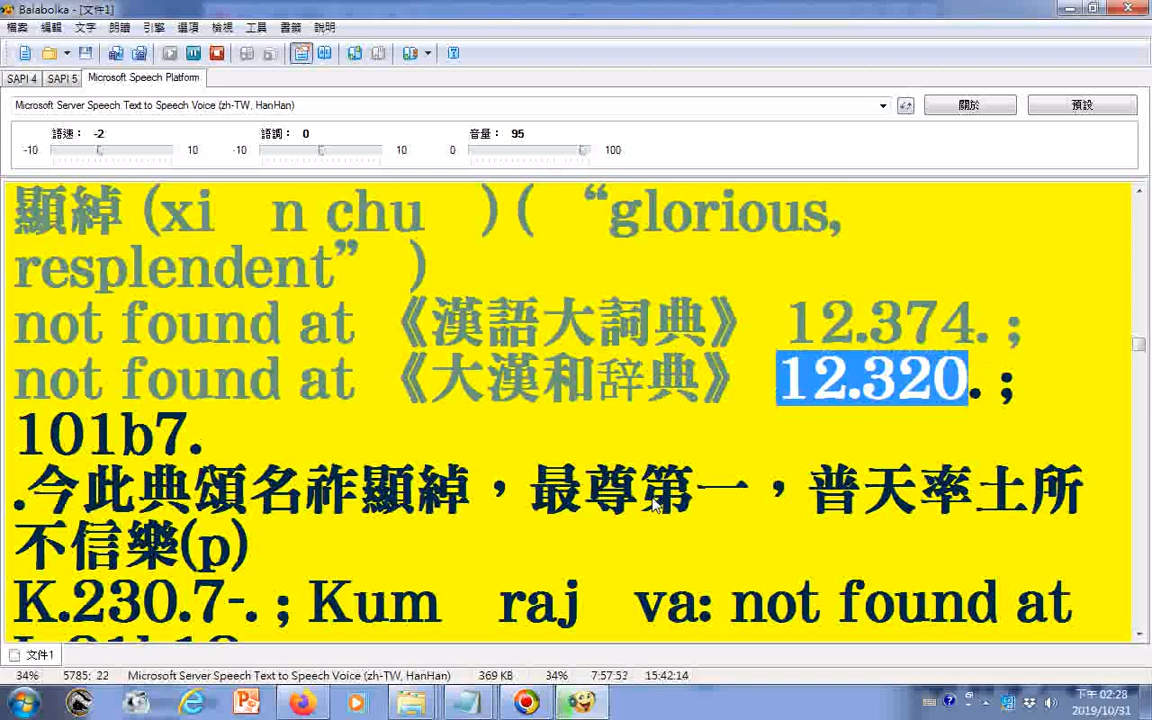 Balabolka - [文件1]
檔案 編輯 文字 朗讀 引擎 選項 檢視 工具 書籤 說明
SAPI 4 SAPI 5 Microsoft Speech Platform
Microsoft Server Speech Text to Speech Voice (zh-TW, HanHan) 關於 預設
語速： -2 語調： 0 音量： 95
-10 10 -10 10 0 100
顯綽 (xi n chu )( “glorious,
resplendent” )
not found at 《漢語大詞典》 12.374. ;
not found at 《大漢和辞典》 12.320. ;
101b7.
.今此典頌名祚顯綽，最尊第一，普天率土所
不信樂(p)
K.230.7-. ; Kum raj va: not found at
文件1
34% 5785: 22 Microsoft Server Speech Text to Speech Voice (zh-TW, HanHan) 369 KB 34% 7:57:53 15:42:14
下午 02:28
2019/10/31